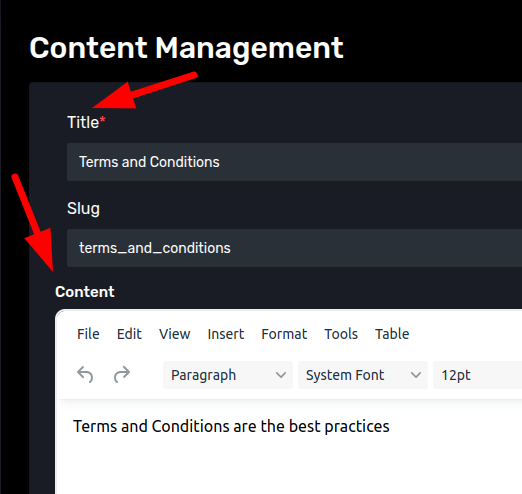 Content Management
Title*
Terms and Conditions
Slug
terms_and_conditions
Content
File Edit View Insert Format Tools Table
Paragraph System Font 12pt
Terms and Conditions are the best practices